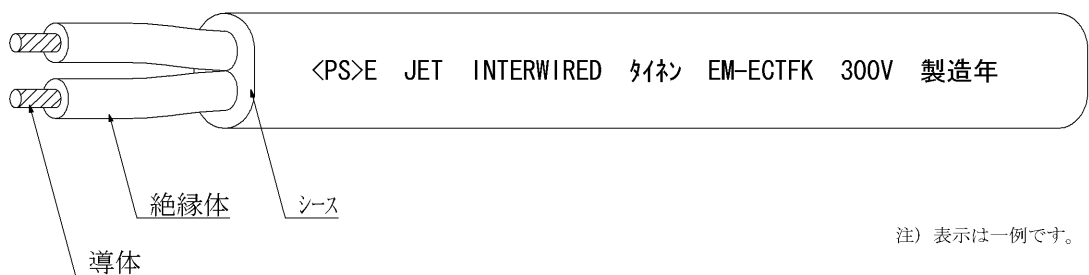 <PS>E JET INTERWIRED ﾀｲﾈﾝ EM-ECTFK 300V 製造年
絶縁体
ｼｰｽ
注) 表示は一例です。
導体